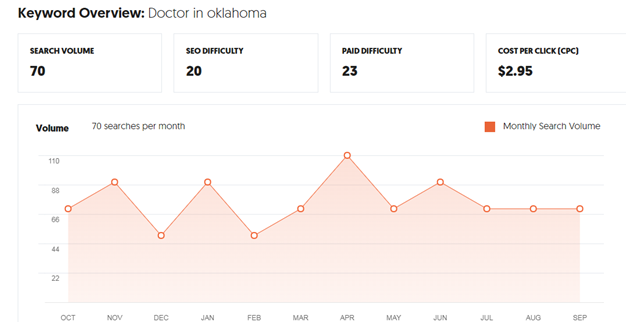 Keyword Overview: Doctor in oklahoma
SEARCH VOLUME
70
SEO DIFFICULTY
20
PAID DIFFICULTY
23
COST PER CLICK (CPC)
$2.95
Volume 70 searches per month Monthly Search Volume
110
88
66
44
22
OCT NOV DEC JAN FEB MAR APR MAY JUN JUL AUG SEP